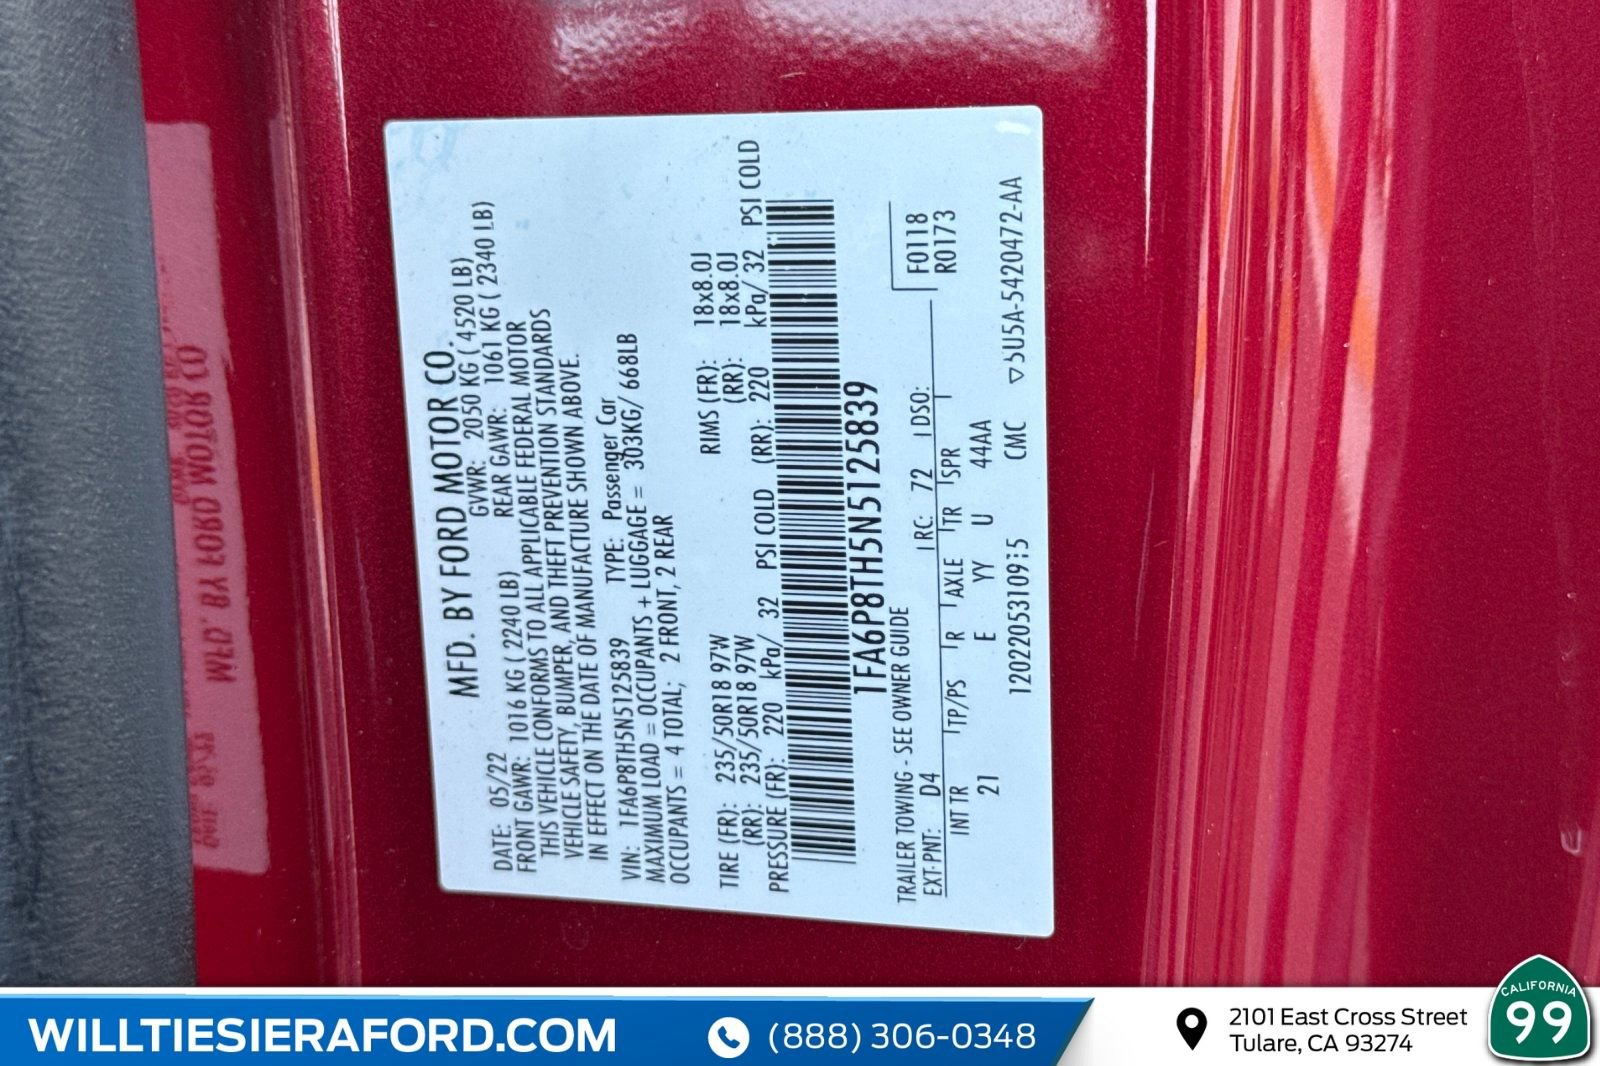 MFD. BY FORD MOTOR CO.
DATE: 05/22 GVWR: 2050 KG ( 4520 LB)
FRONT GAWR: 1016 KG ( 2240 LB) REAR GAWR: 1061 KG ( 2340 LB)
THIS VEHICLE CONFORMS TO ALL APPLICABLE FEDERAL MOTOR
VEHICLE SAFETY, BUMPER, AND THEFT PREVENTION STANDARDS
IN EFFECT ON THE DATE OF MANUFACTURE SHOWN ABOVE.
VIN: 1FA6P8TH5N5125839 TYPE: Passenger Car
MAXIMUM LOAD = OCCUPANTS + LUGGAGE = 303KG/ 668LB
OCCUPANTS = 4 TOTAL; 2 FRONT, 2 REAR
TIRE (FR): 235/50R18 97W RIMS (FR): 18x8.0J
(RR): 235/50R18 97W (RR): 18x8.0J
PRESSURE (FR): 220 kPa/ 32 PSI COLD (RR): 220 kPa/ 32 PSI COLD
1FA6P8TH5N5125839
TRAILER TOWING - SEE OWNER GUIDE
F0118
EXT PNT: D4 RC: 72 DSO: R0173
INT TR TP/PS R AXLE TR SPR
21 E YY U 44AA
1202205310915 CMC ▽5U5A-5420472-AA
WILLTIESIERAFORD.COM
(888) 306-0348
2101 East Cross Street
Tulare, CA 93274
CALIFORNIA
99